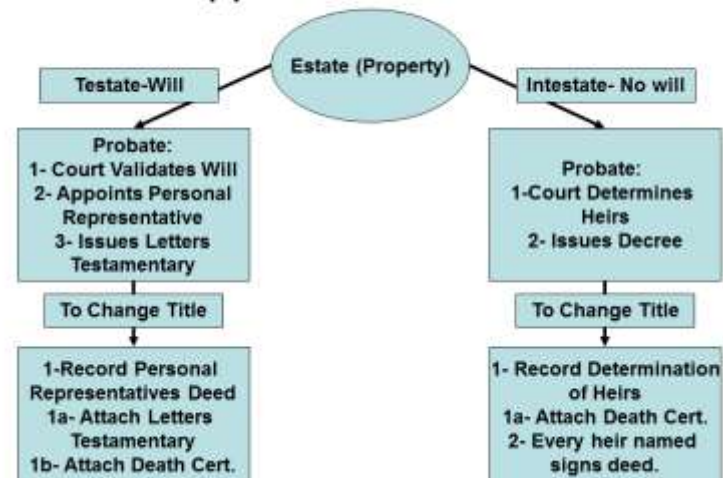 Estate (Property)
Testate-Will
Intestate- No will
Probate:
1- Court Validates Will
2- Appoints Personal
Representative
3- Issues Letters
Testamentary
Probate:
1-Court Determines
Heirs
2- Issues Decree
To Change Title
To Change Title
1-Record Personal
Representatives Deed
1a- Attach Letters
Testamentary
1b- Attach Death Cert.
1- Record Determination
of Heirs
1a- Attach Death Cert.
2- Every heir named
signs deed.